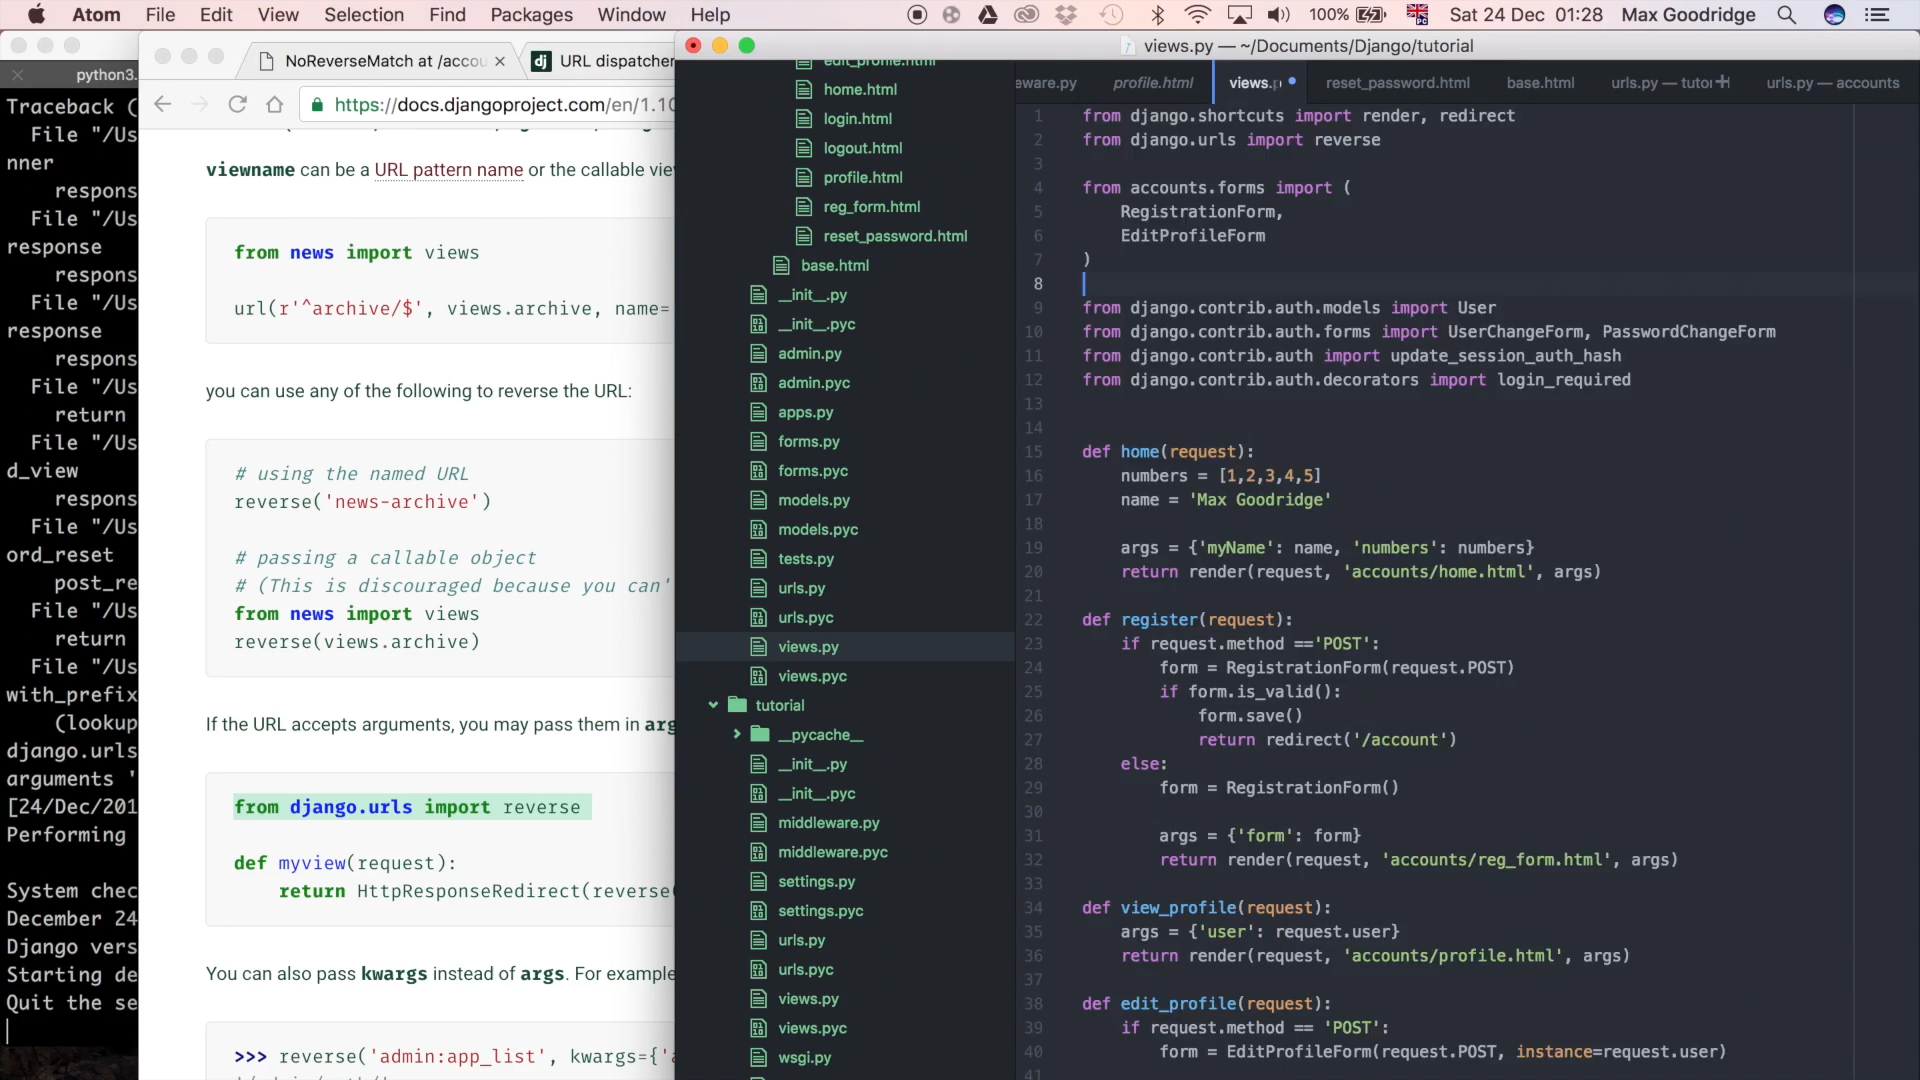 Atom File Edit View Selection Find Packages Window Help 100% Sat 24 Dec 01:28 Max Goodridge
python3.
Traceback (
File "/Us
nner
respons
File "/Us
response
respons
File "/Us
response
respons
File "/Us
return
File "/Us
d_view
respons
File "/Us
ord_reset
post_re
File "/Us
return
File "/Us
with_prefix
(lookup
django.urls
arguments '
[24/Dec/201
Performing
System chec
December 24
Django vers
Starting de
Quit the se
NoReverseMatch at /accou
dj URL dispatcher
https://docs.djangoproject.com/en/1.10
viewname can be a URL pattern name or the callable vie
from news import views
url(r'^archive/$', views.archive, name=
you can use any of the following to reverse the URL:
# using the named URL
reverse('news-archive')
# passing a callable object
# (This is discouraged because you can'
from news import views
reverse(views.archive)
If the URL accepts arguments, you may pass them in arg
from django.urls import reverse
def myview(request):
return HttpResponseRedirect(reverse(
You can also pass kwargs instead of args. For example
>>> reverse('admin:app_list', kwargs={'a
views.py — ~/Documents/Django/tutorial
edit_profile.html
home.html
login.html
logout.html
profile.html
reg_form.html
reset_password.html
base.html
__init__.py
__init__.pyc
admin.py
admin.pyc
apps.py
forms.py
forms.pyc
models.py
models.pyc
tests.py
urls.py
urls.pyc
views.py
views.pyc
tutorial
__pycache__
__init__.py
__init__.pyc
middleware.py
middleware.pyc
settings.py
settings.pyc
urls.py
urls.pyc
views.py
views.pyc
wsgi.py
eware.py profile.html views.p reset_password.html base.html urls.py — tutor urls.py — accounts
1 from django.shortcuts import render, redirect
2 from django.urls import reverse
3
4 from accounts.forms import (
5 RegistrationForm,
6 EditProfileForm
7 )
8
9 from django.contrib.auth.models import User
10 from django.contrib.auth.forms import UserChangeForm, PasswordChangeForm
11 from django.contrib.auth import update_session_auth_hash
12 from django.contrib.auth.decorators import login_required
13
14
15 def home(request):
16 numbers = [1,2,3,4,5]
17 name = 'Max Goodridge'
18
19 args = {'myName': name, 'numbers': numbers}
20 return render(request, 'accounts/home.html', args)
21
22 def register(request):
23 if request.method =='POST':
24 form = RegistrationForm(request.POST)
25 if form.is_valid():
26 form.save()
27 return redirect('/account')
28 else:
29 form = RegistrationForm()
30
31 args = {'form': form}
32 return render(request, 'accounts/reg_form.html', args)
33
34 def view_profile(request):
35 args = {'user': request.user}
36 return render(request, 'accounts/profile.html', args)
37
38 def edit_profile(request):
39 if request.method == 'POST':
40 form = EditProfileForm(request.POST, instance=request.user)
41